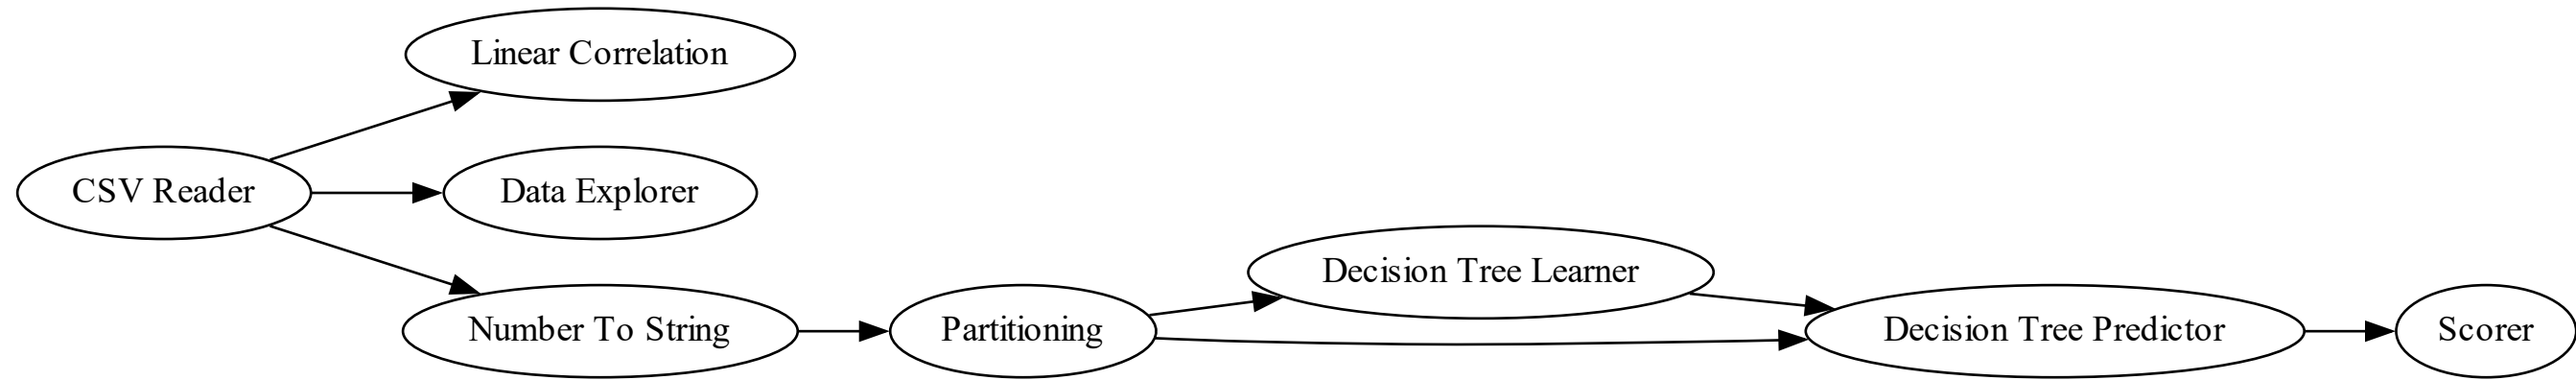 Linear Correlation
CSV Reader
Data Explorer
Number To String
Partitioning
Decision Tree Learner
Decision Tree Predictor
Scorer